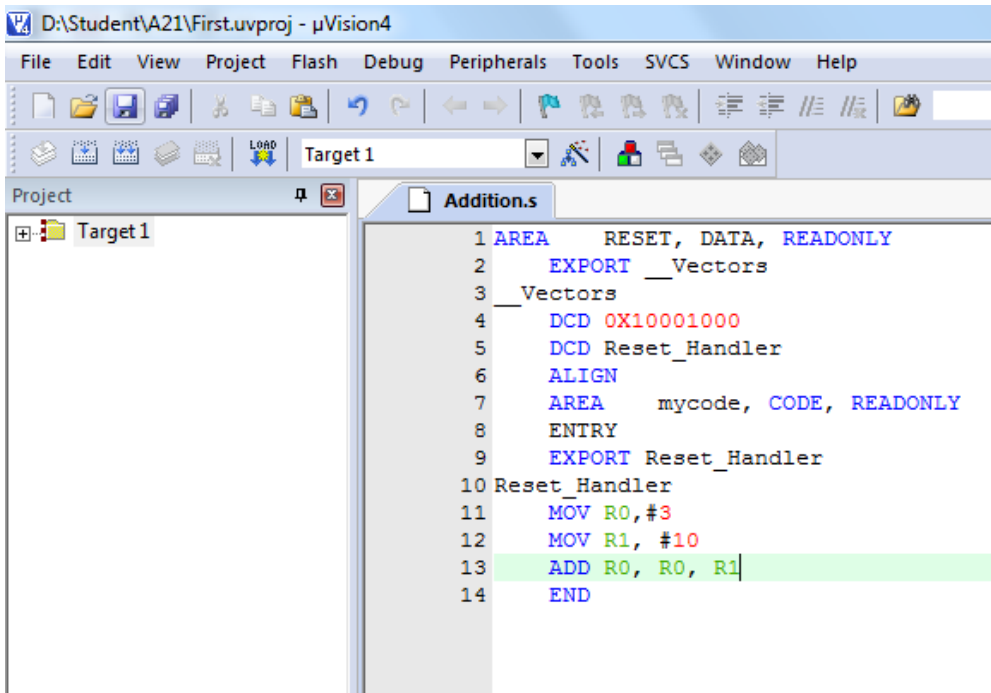 D:\Student\A21\First.uvproj - µVision4
File Edit View Project Flash Debug Peripherals Tools SVCS Window Help
LOAD
Target 1
Project
Addition.s
Target 1
1 AREA    RESET, DATA, READONLY
2     EXPORT __Vectors
3 __Vectors
4     DCD 0X10001000
5     DCD Reset_Handler
6     ALIGN
7     AREA    mycode, CODE, READONLY
8     ENTRY
9     EXPORT Reset_Handler
10 Reset_Handler
11     MOV R0,#3
12     MOV R1, #10
13     ADD R0, R0, R1
14     END